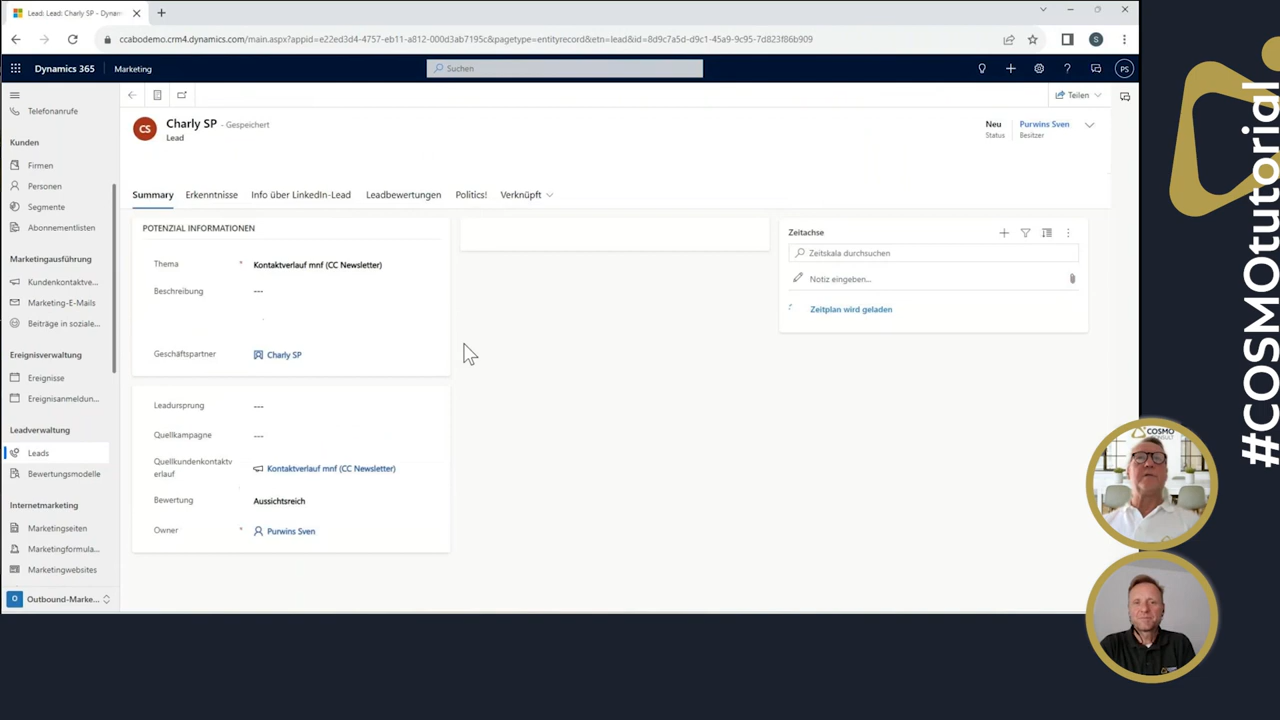 Lead: Lead: Charly SP - Dynam
ccabodemo.crm4.dynamics.com/main.aspx?appid=e22ed3d4-4757-eb11-a812-000d3ab7195c&pagetype=entityrecord&etn=lead&id=8d9c7a5d-d9c1-45a9-9c95-7d823f86b909
S
Dynamics 365
Marketing
Suchen
PS
Teilen
CS
Charly SP - Gespeichert
Lead
Neu
Status
Purwins Sven
Besitzer
Summary
Erkenntnisse
Info über LinkedIn-Lead
Leadbewertungen
Politics!
Verknüpft
Telefonanrufe
Kunden
Firmen
Personen
Segmente
Abonnementlisten
Marketingausführung
Kundenkontaktve...
Marketing-E-Mails
Beiträge in soziale...
Ereignisverwaltung
Ereignisse
Ereignisanmeldun...
Leadverwaltung
Leads
Bewertungsmodelle
Internetmarketing
Marketingseiten
Marketingformula...
Marketingwebsites
O Outbound-Marke...
POTENZIAL INFORMATIONEN
Thema * Kontaktverlauf mnf (CC Newsletter)
Beschreibung ---
Geschäftspartner Charly SP
Leadursprung ---
Quellkampagne ---
Quellkundenkontaktv
erlauf
Kontaktverlauf mnf (CC Newsletter)
Bewertung Aussichtsreich
Owner * Purwins Sven
Zeitachse
Zeitskala durchsuchen
Notiz eingeben...
Zeitplan wird geladen
#COSMOtutorial
COSMO
CONSULT